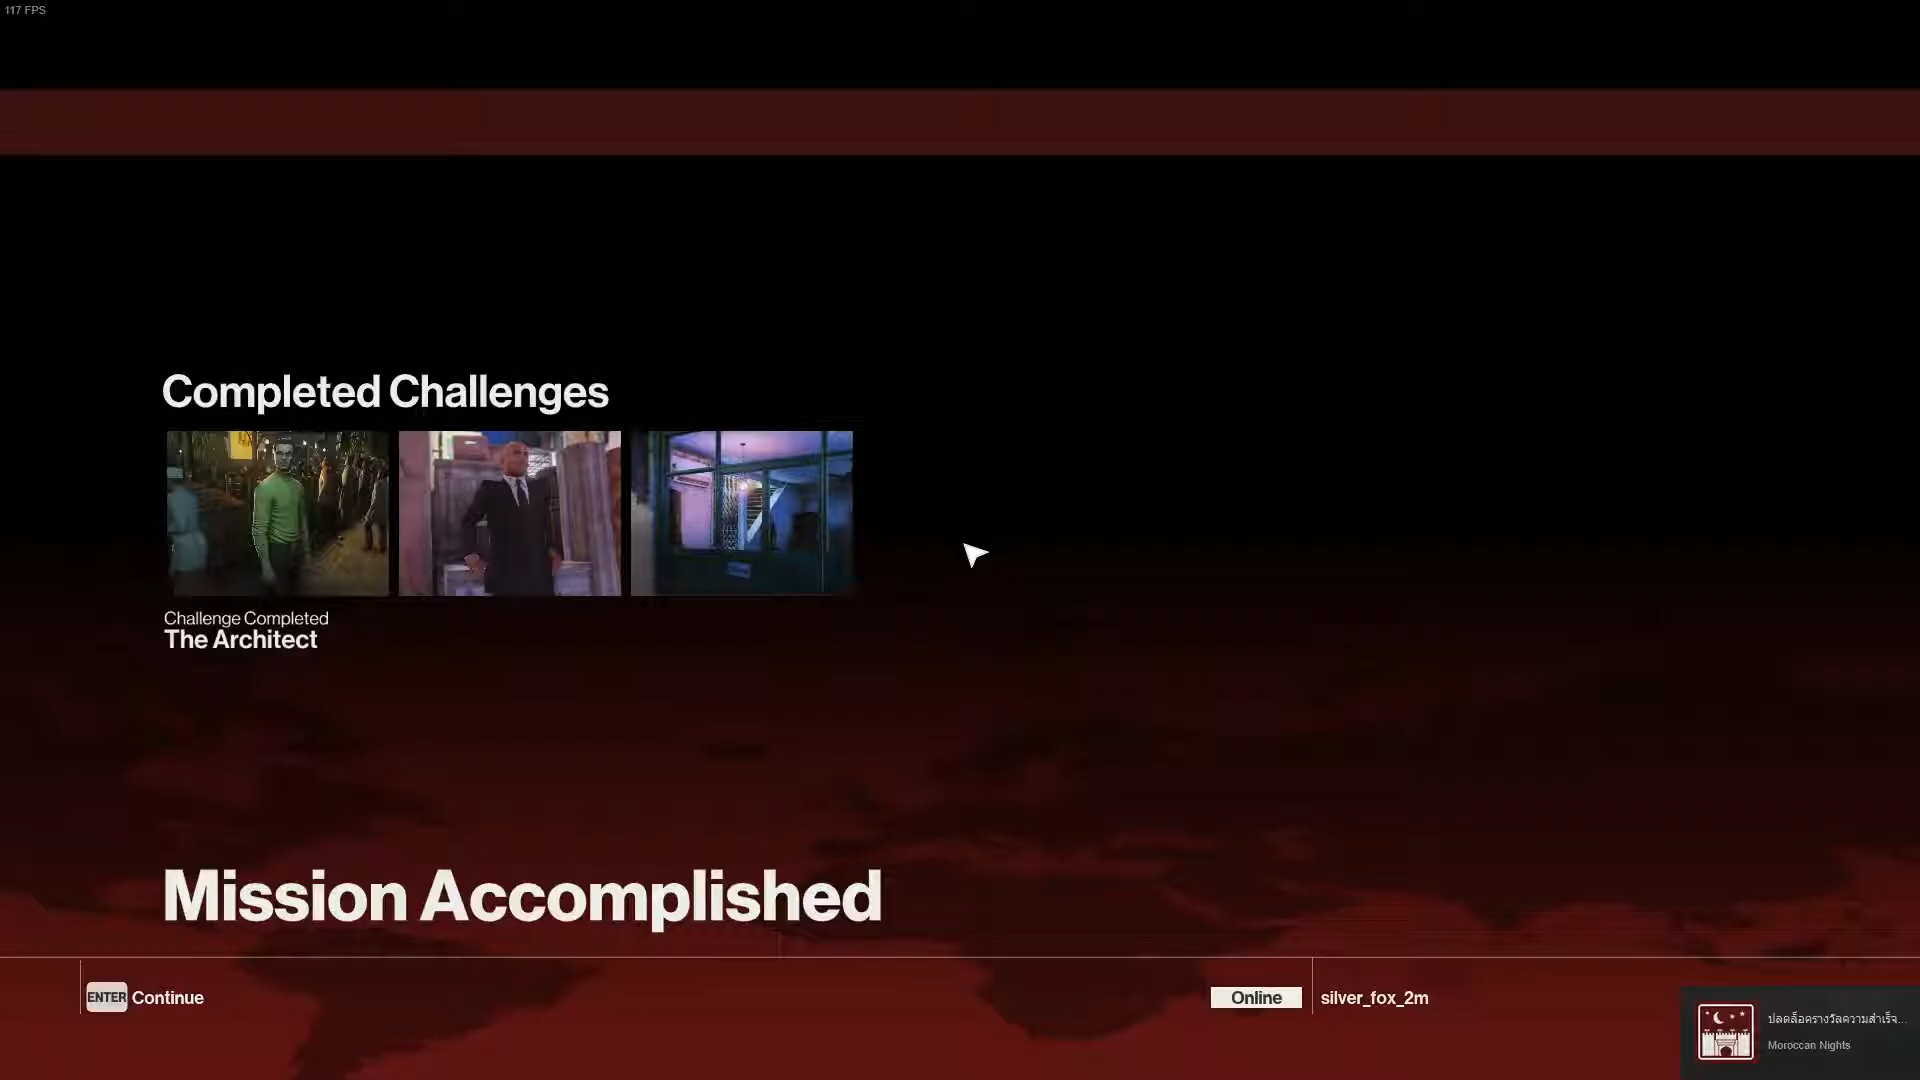 117 FPS
Completed Challenges
Challenge Completed
The Architect
Mission Accomplished
ENTER Continue
Online silver_fox_2m
ปลดล็อครางวัลความสำเร็จ...
Moroccan Nights